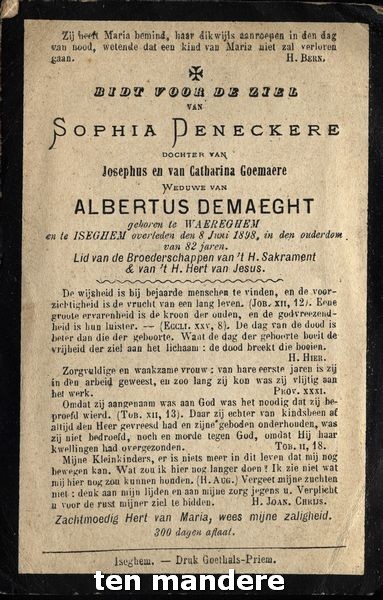 Zij heeft Maria bemind, haar dikwijls aanroepen in den dag
van nood, wetende dat een kind van Maria niet zal verloren
gaan. H. BERN.
BIDT VOOR DE ZIEL
VAN
SOPHIA DENECKERE
DOCHTER VAN
Josephus en van Catharina Goemaere
WEDUWE VAN
ALBERTUS DEMAEGHT
geboren te WAEREGHEM
en te ISEGHEM overleden den 8 Juni 1898, in den ouderdom
van 82 jaren.
Lid van de Broederschappen van 't H. Sakrament
& van 't H. Hert van Jesus.
De wijsheid is bij bejaarde menschen te vinden, en de voor-
zichtigheid is de vrucht van een lang leven. (JOB. XII, 12). Eene
groote ervarenheid is de kroon der ouden, en de godvreezend-
heid is hun luister. — (ECCLI. XXV, 8). De dag van de dood is
beter dan die der geboorte. Want de dag der geboorte boeit de
vrijheid der ziel aan het lichaam : de dood breekt die boeien.
H. HIER.
Zorgvuldige en waakzame vrouw : van hare eerste jaren is zij
in den arbeid geweest, en zoo lang zij kon was zij vlijtig aan
het werk. PROV. XXXI.
Omdat zij aangenaam was aan God was het noodig dat zij be-
proefd wierd. (TOB. XII, 13). Daar zij echter van kindsbeen af
altijd den Heer gevreesd had en zijne geboden onderhouden, was
zij niet bedroefd, noch en morde tegen God, omdat Hij haar
kwellingen had overgezonden. TOB. II, 18.
Mijne Kleinkinders, er is niets meer in dit leven en dat mij nog
bewegen kan. Wat zou ik hier nog langer doen ! Ik zie niet wat
mij hier nog zou kunnen houden. (H. AUG.) Vergeet mijne zuchten
niet : denk aan mijn lijden en aan mijne zorg jegens u. Verplicht
u voor de rust mijner ziel te bidden. H. JOAN. CHRIJS.
Zachtmoedig Hert van Maria, wees mijne zaligheid.
300 dagen aflaat.
Iseghem. — Druk Goethals-Priem.
ten mandere